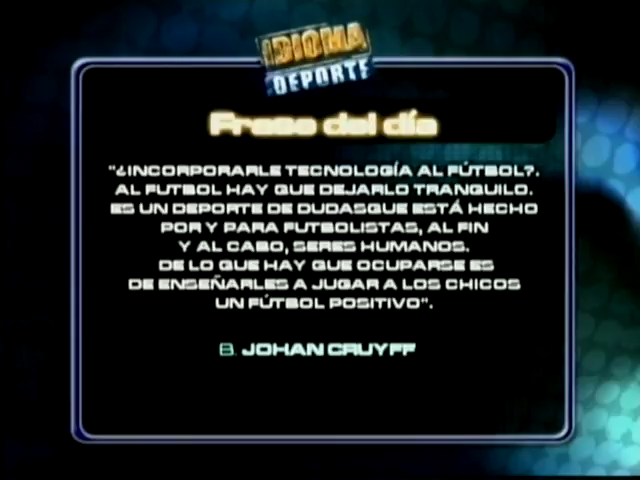 IDIOMA
DEPORTE
Frase del día
"¿INCORPORARLE TECNOLOGÍA AL FÚTBOL?.
AL FUTBOL HAY QUE DEJARLO TRANQUILO.
ES UN DEPORTE DE DUDASQUE ESTÁ HECHO
POR Y PARA FUTBOLISTAS, AL FIN
Y AL CABO, SERES HUMANOS.
DE LO QUE HAY QUE OCUPARSE ES
DE ENSEÑARLES A JUGAR A LOS CHICOS
UN FÚTBOL POSITIVO".
B. JOHAN CRUYFF